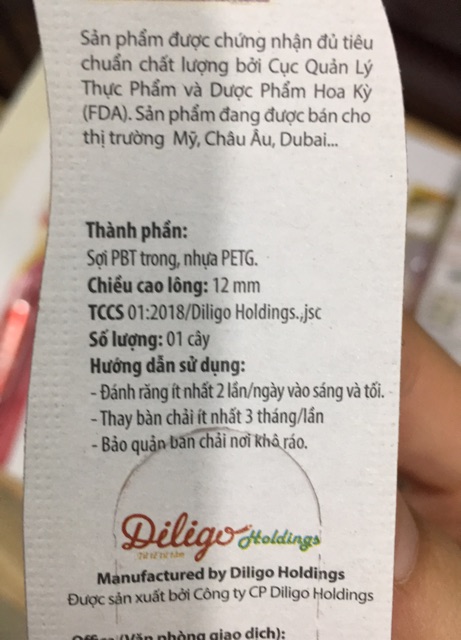 Sản phẩm được chứng nhận đủ tiêu
chuẩn chất lượng bởi Cục Quản Lý
Thực Phẩm và Dược Phẩm Hoa Kỳ
(FDA). Sản phẩm đang được bán cho
thị trường Mỹ, Châu Âu, Dubai...
Thành phần:
Sợi PBT trong, nhựa PETG.
Chiều cao lông: 12 mm
TCCS 01:2018/Diligo Holdings.,jsc
Số lượng: 01 cây
Hướng dẫn sử dụng:
- Đánh răng ít nhất 2 lần/ngày vào sáng và tối.
- Thay bàn chải ít nhất 3 tháng/lần
- Bảo quản bàn chải nơi khô ráo.
Diligo Holdings
Manufactured by Diligo Holdings
Được sản xuất bởi Công ty CP Diligo Holdings
Office (Văn phòng giao dịch):